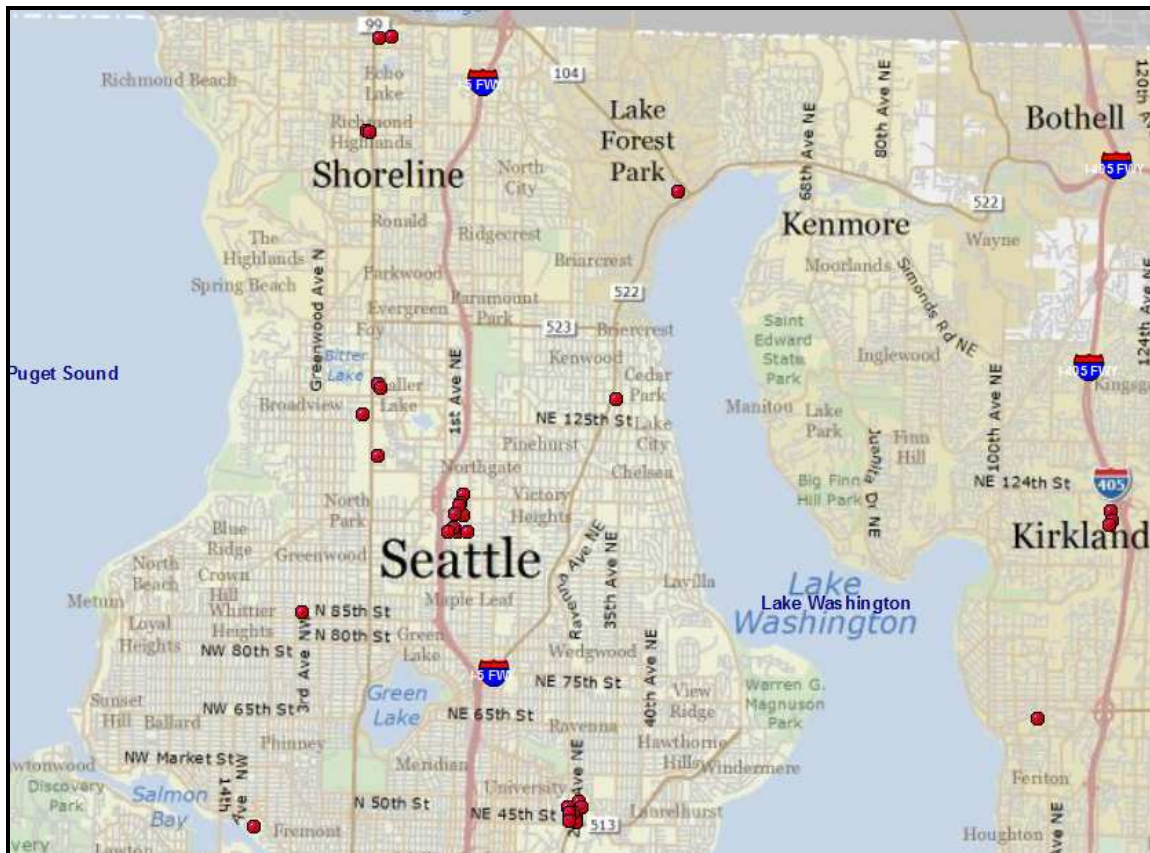 99
Richmond Beach
Echo
Lake
I-5 FWY
104
Lake
Forest
Park
68th Ave NE
80th Ave NE
120th A
Bothell
I-405 FWY
Richmond
Highlands
Shoreline
North
City
522
Kenmore
Wayne
Ronald
Ridgecrest
The
Highlands
Spring Beach
Parkwood
Briarcrest
Moorlands
Simonds Rd NE
124th Ave NE
Greenwood Ave N
Evergreen
Paramount
Park
522
Foy
523
Briercrest
Saint
Edward
State
Park
Inglewood
Puget Sound
Bitter
Lake
1st Ave NE
Kenwood
Cedar
Park
I-405 FWY
Kingsg
100th Ave NE
Broadview
Haller
Lake
NE 125th St
Lake
City
Manitou
Lake
Park
Juanita Dr NE
Finn
Hill
Pinehurst
Northgate
Chelsea
Big Finn
Hill Park
NE 124th St
405
North
Park
Victory
Heights
Blue
Ridge
Greenwood
Seattle
Ravenna Ave NE
35th Ave NE
Kirkland
North
Beach
Crown
Hill
Metum
Whittier
Heights
N 85th St
Maple Leaf
Lavilla
Lake
Washington
Lake Washington
Loyal
Heights
N 80th St
NW 80th St
3rd Ave NW
Green
Lake
Wedgwood
40th Ave NE
I-5 FWY
NE 75th St
Sunset
Hill
Ballard
NW 65th St
Green
Lake
NE 65th St
Ravenna
View
Ridge
Warren G.
Magnuson
Park
Phinney
NW Market St
Meridian
Hawthorne
Hills
Windermere
Feriton
wtonwood
Discovery
Park
Salmon
Bay
14th
Ave NW
N 50th St
University
NE 45th St
Ave NE
513
Laurelhurst
Fremont
Houghton
Ave NE
overy
Lawton